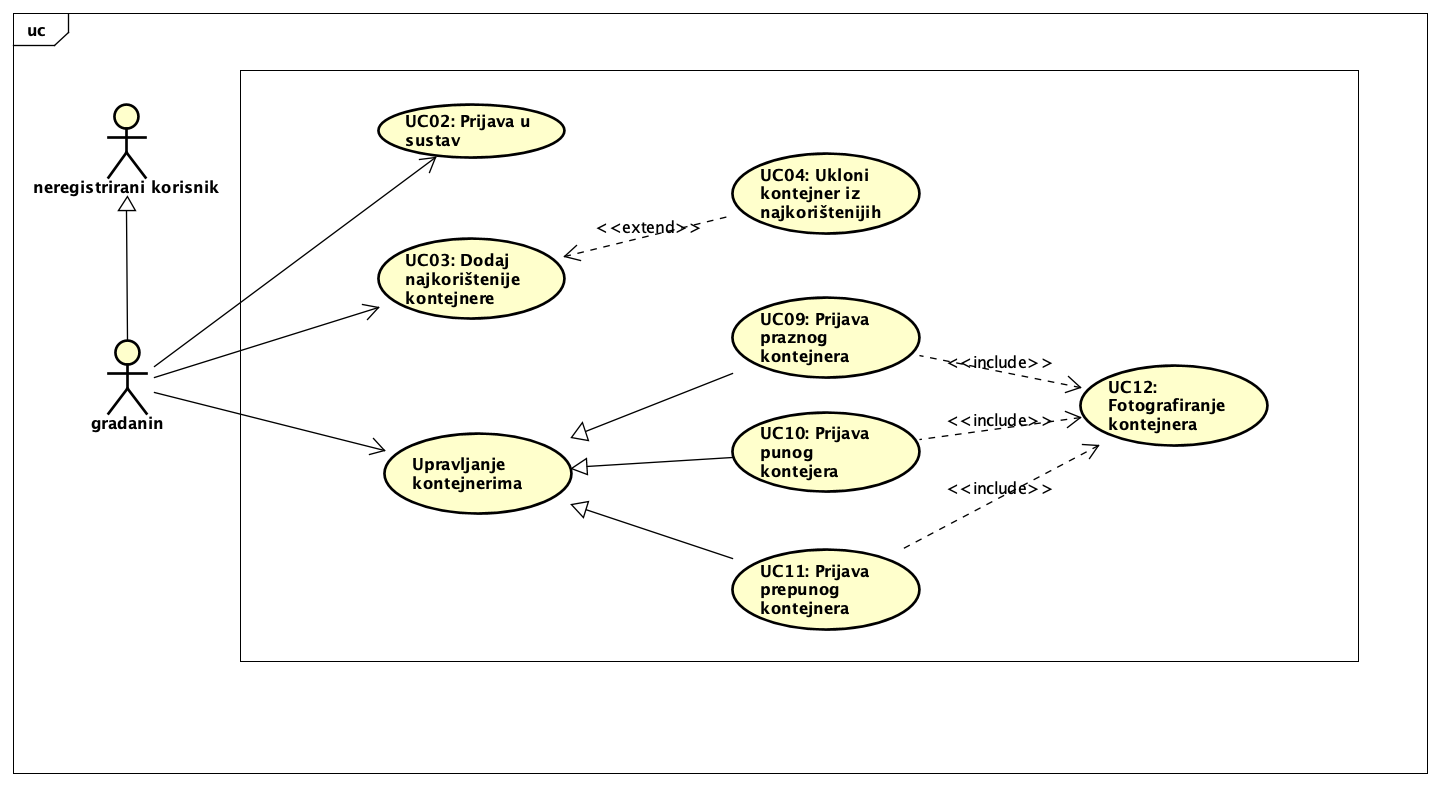 uc
neregistrirani korisnik
građanin
UC02: Prijava u
sustav
UC03: Dodaj
najkorištenije
kontejnere
Upravljanje
kontejnerima
<<extend>>
UC04: Ukloni
kontejner iz
najkorištenijih
UC09: Prijava
praznog
kontejnera
UC10: Prijava
punog
kontejera
UC11: Prijava
prepunog
kontejnera
<<include>>
<<include>>
<<include>>
UC12:
Fotografiranje
kontejnera